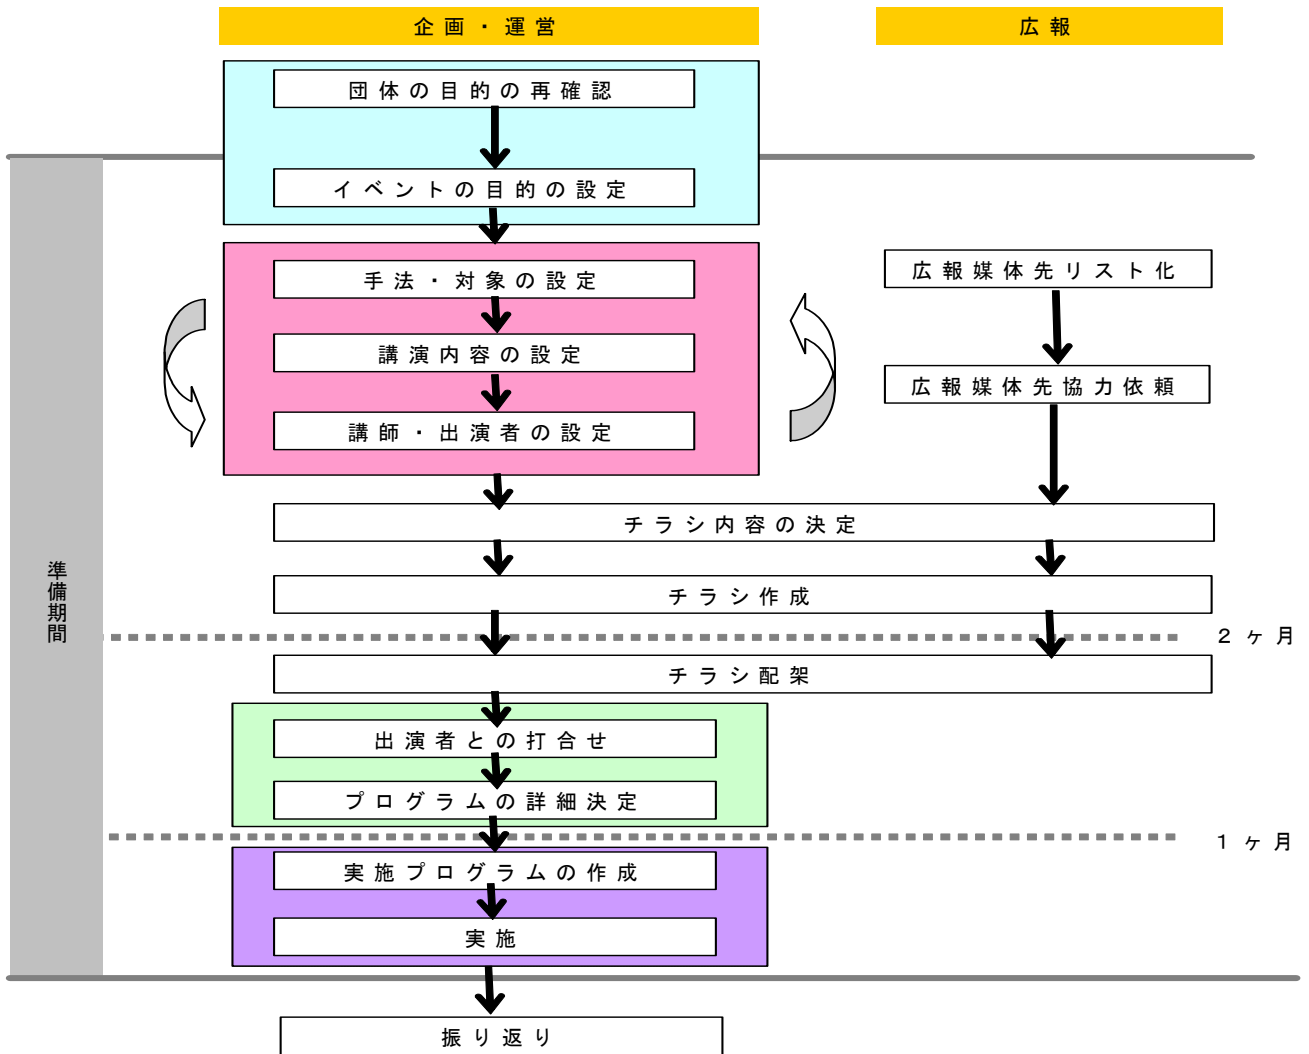 企画・運営
広報
団体の目的の再確認
イベントの目的の設定
手法・対象の設定
広報媒体先リスト化
講演内容の設定
広報媒体先協力依頼
講師・出演者の設定
チラシ内容の決定
チラシ作成
準備期間
2ヶ月
チラシ配架
出演者との打合せ
プログラムの詳細決定
1ヶ月
実施プログラムの作成
実施
振り返り